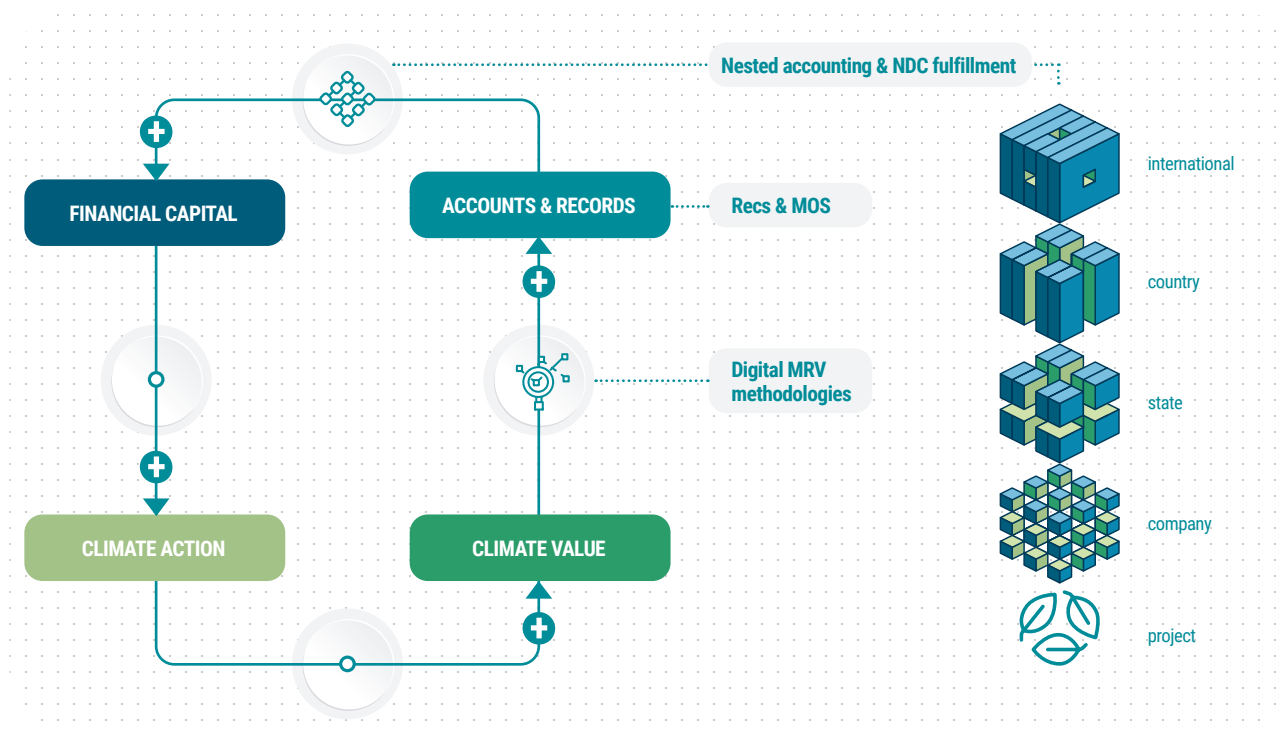 Nested accounting & NDC fulfillment
international
FINANCIAL CAPITAL
ACCOUNTS & RECORDS
Recs & MOS
country
Digital MRV
methodologies
state
CLIMATE ACTION
CLIMATE VALUE
company
project